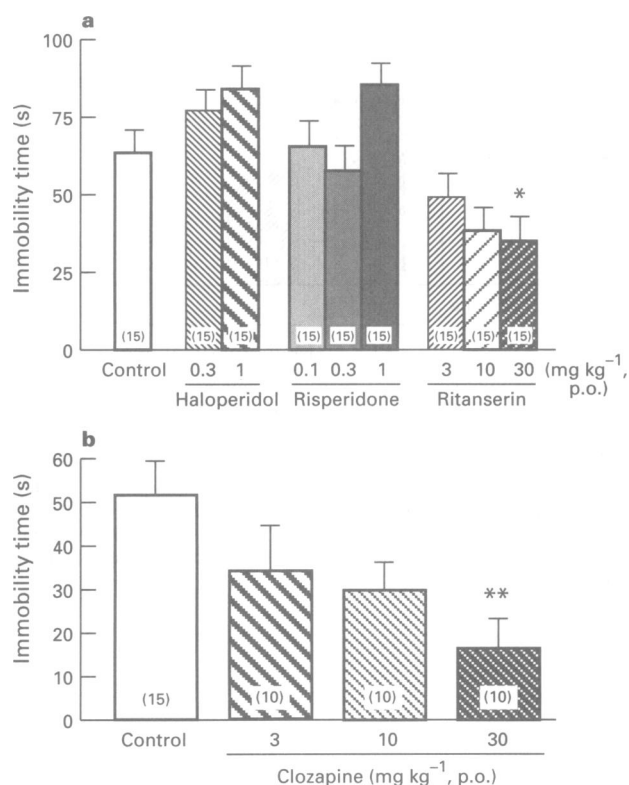 a
Immobility time (s)
100
75
50
25
0
*
(15) (15) (15) (15) (15) (15) (15) (15) (15)
Control 0.3 1 0.1 0.3 1 3 10 30 (mg kg⁻¹,
Haloperidol Risperidone Ritanserin p.o.)
b
Immobility time (s)
60
50
40
30
20
10
0
**
(15) (10) (10) (10)
Control 3 10 30
Clozapine (mg kg⁻¹, p.o.)